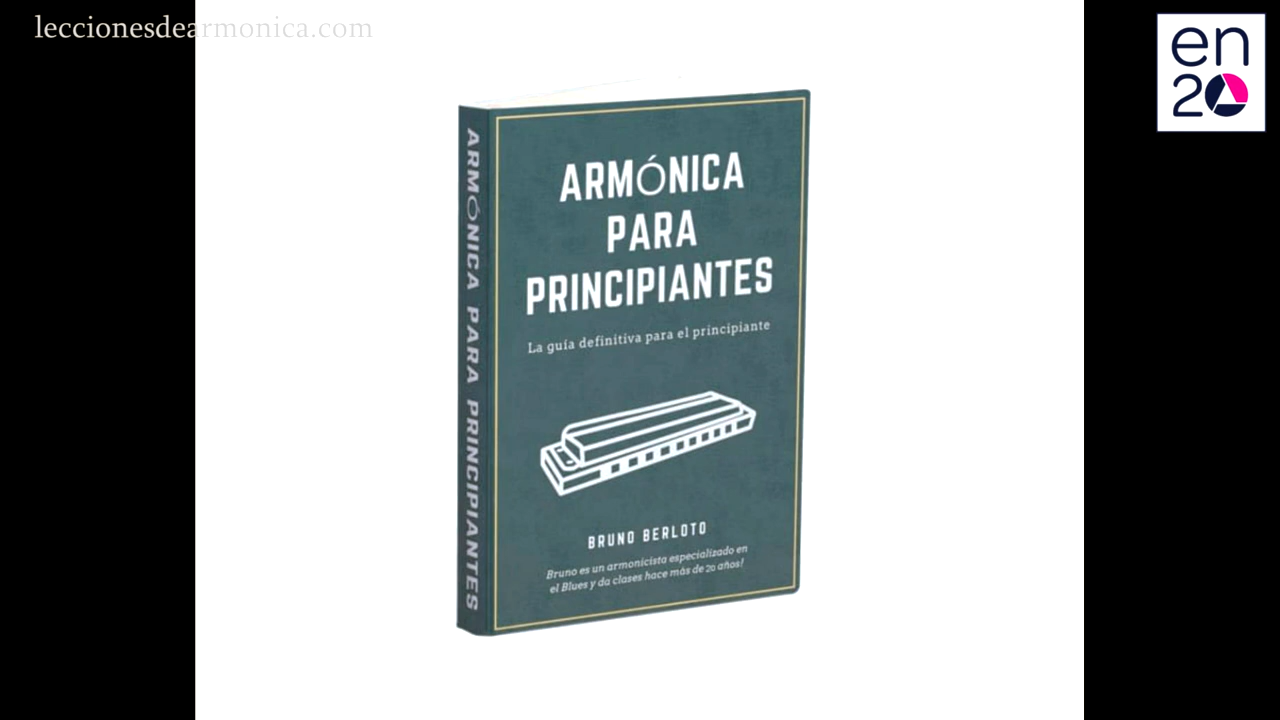 leccionesdearmonica.com
en
20
ARMÓNICA PARA PRINCIPIANTES
ARMÓNICA
PARA
PRINCIPIANTES
La guía definitiva para el principiante
BRUNO BERLOTO
Bruno es un armonicista especializado en
el Blues y da clases hace más de 20 años!